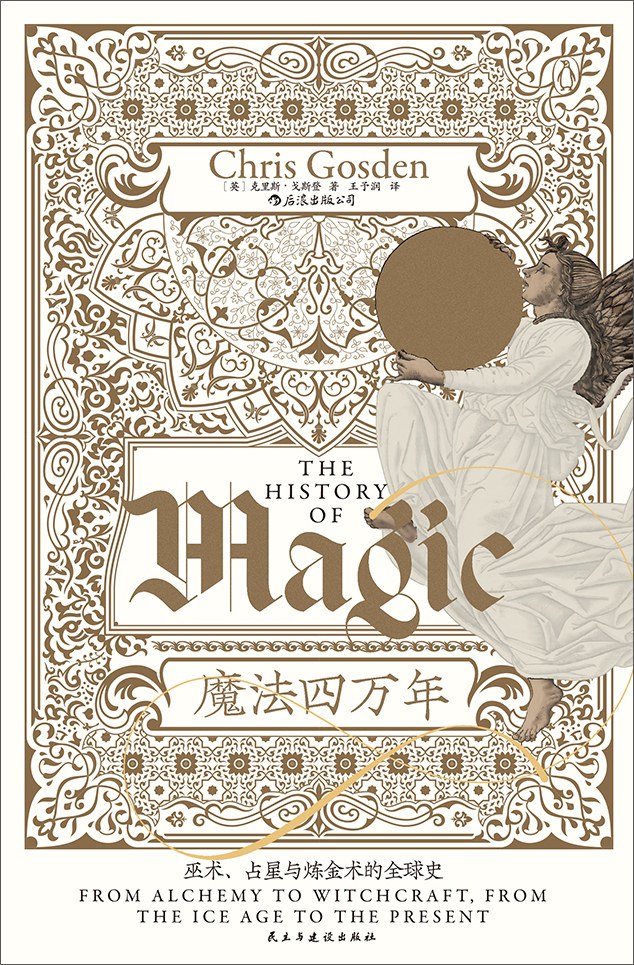 Chris Gosden
[英]克里斯·戈斯登 著 王予润 译
后浪出版公司
THE
HISTORY
OF
Magic
魔法四万年
巫术、占星与炼金术的全球史
FROM ALCHEMY TO WITCHCRAFT, FROM
THE ICE AGE TO THE PRESENT
民主与建设出版社